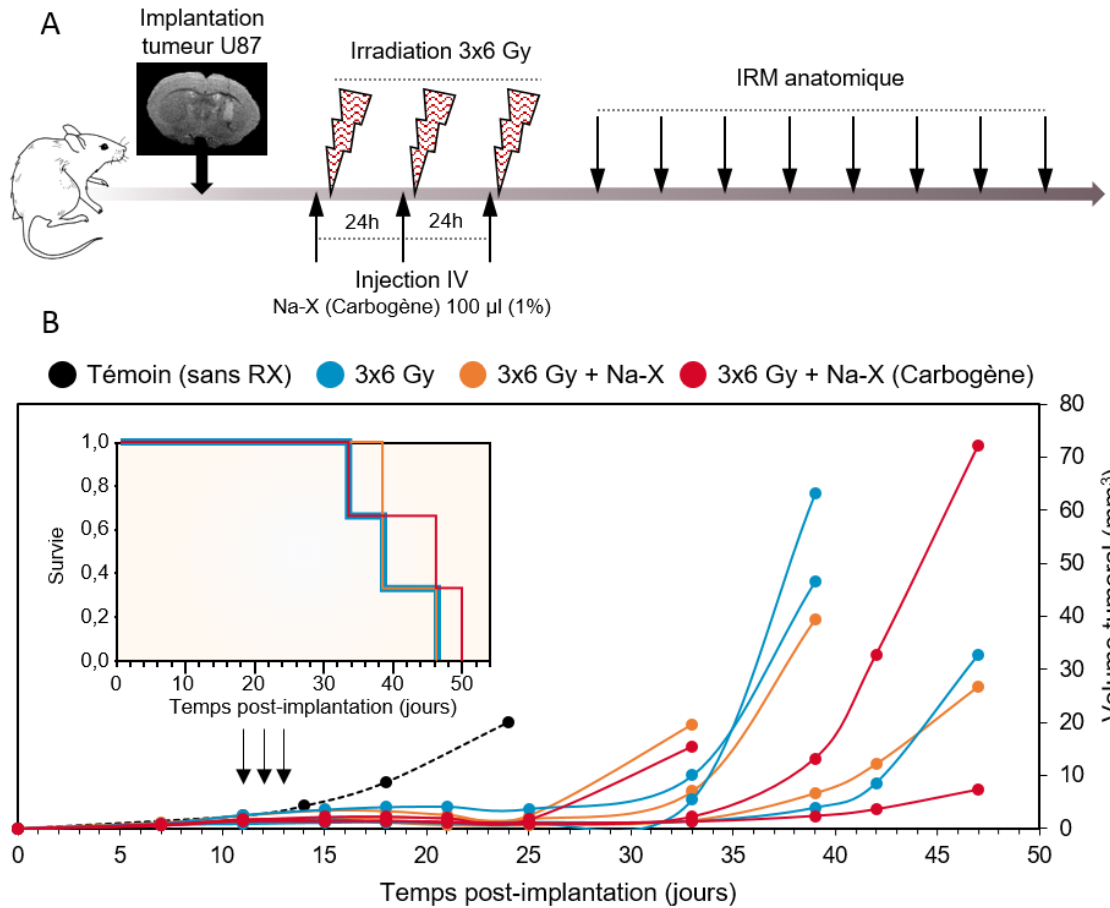 A
Implantation
tumeur U87
Irradiation 3x6 Gy
IRM anatomique
24h
24h
Injection IV
Na-X (Carbogène) 100 µl (1%)
B
Témoin (sans RX)
3x6 Gy
3x6 Gy + Na-X
3x6 Gy + Na-X (Carbogène)
80
70
60
50
40
30
20
10
0
Volume tumeral (mm³)
1,0
0,8
0,6
0,4
0,2
0,0
Survie
0 10 20 30 40 50
Temps post-implantation (jours)
0 5 10 15 20 25 30 35 40 45 50
Temps post-implantation (jours)